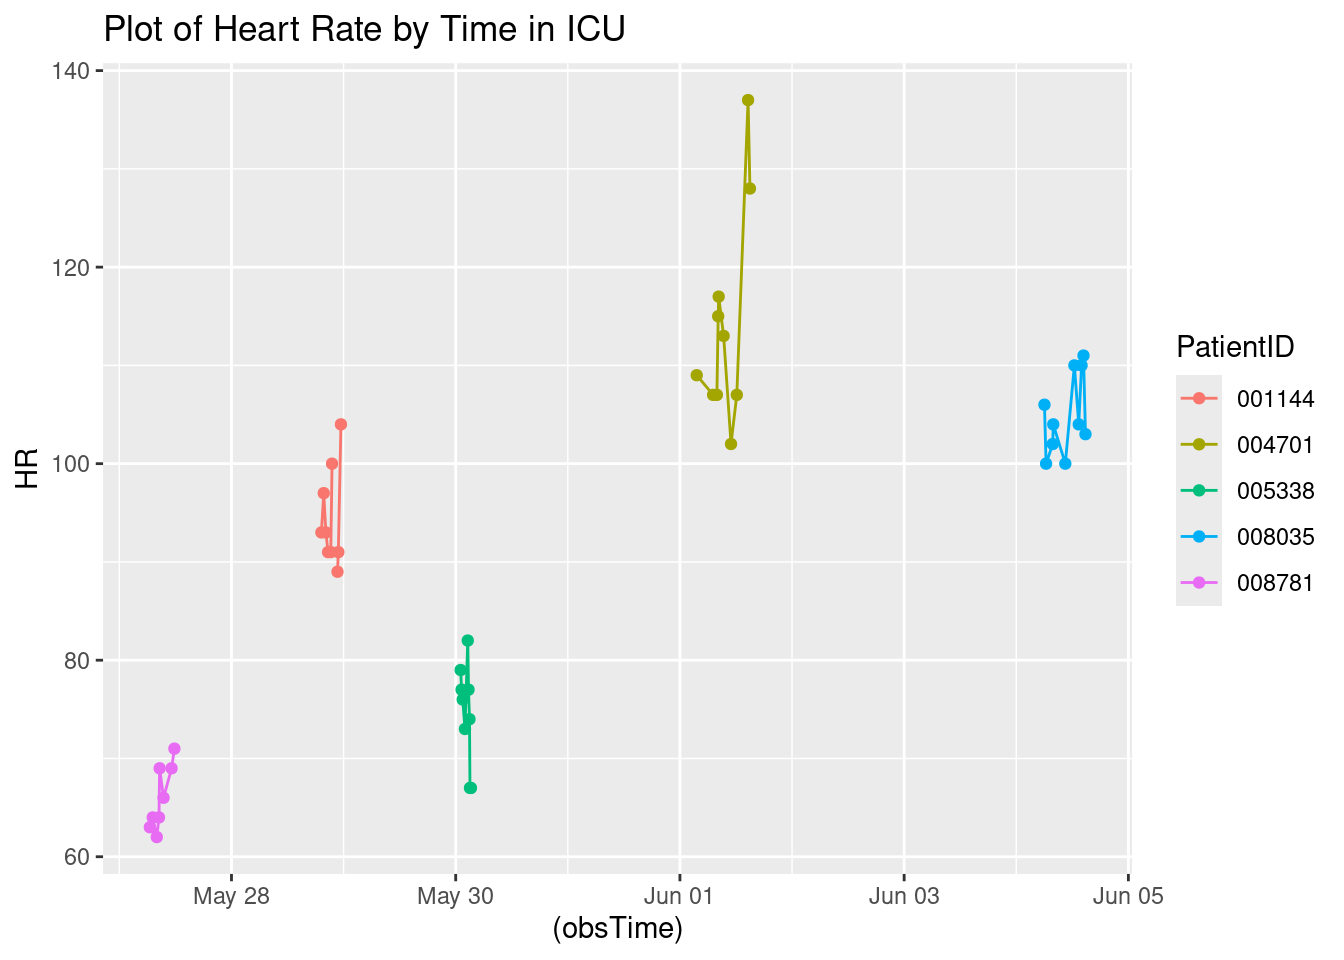 Plot of Heart Rate by Time in ICU
140
120
100
80
60
HR
May 28
May 30
Jun 01
Jun 03
Jun 05
(obsTime)
PatientID
001144
004701
005338
008035
008781